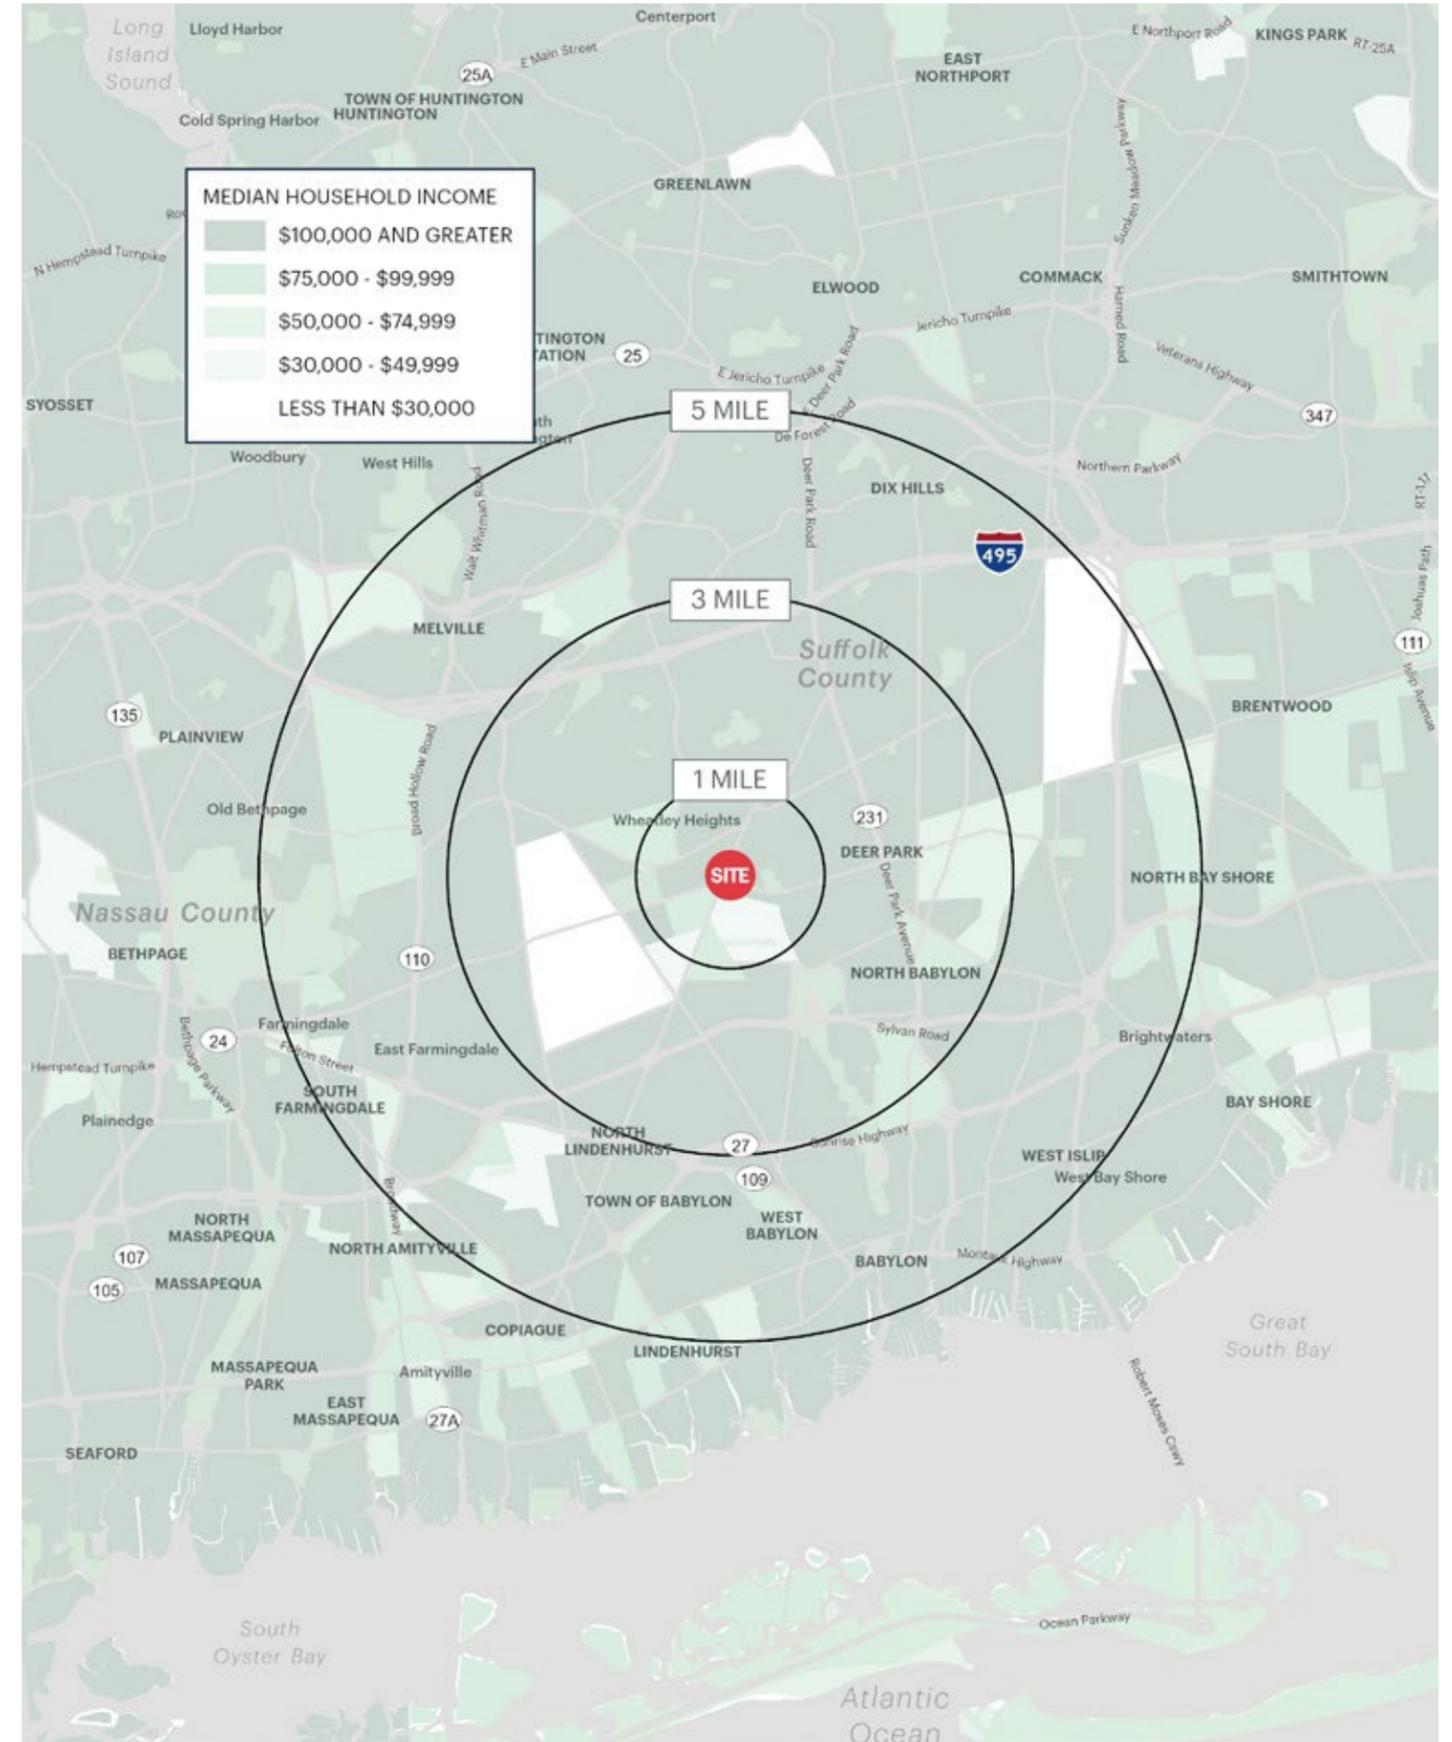 Long
Island
Sound
Lloyd Harbor
Centerport
E Main Street
25A
TOWN OF HUNTINGTON
HUNTINGTON
Cold Spring Harbor
E Northport Road
KINGS PARK
RT-25A
EAST
NORTHPORT
GREENLAWN
Sunken Meadow Parkway
N Hempstead Turnpike
MEDIAN HOUSEHOLD INCOME
$100,000 AND GREATER
$75,000 - $99,999
$50,000 - $74,999
$30,000 - $49,999
LESS THAN $30,000
ELWOOD
COMMACK
SMITHTOWN
Jericho Turnpike
Harned Road
Veterans Highway
347
TINGTON
TATION
25
E Jericho Turnpike
E Deer Park Road
De Forest Road
SYOSSET
5 MILE
Woodbury
West Hills
Walt Whitman Road
Deer Park Road
DIX HILLS
Northern Parkway
495
Joshuas Path
111
Islip Avenue
3 MILE
MELVILLE
Suffolk
County
BRENTWOOD
135
PLAINVIEW
Broad Hollow Road
Old Bethpage
1 MILE
Wheatley Heights
231
DEER PARK
Deer Park Avenue
SITE
NORTH BAY SHORE
Nassau County
BETHPAGE
110
NORTH BABYLON
Farmingdale
24
Fulton Street
East Farmingdale
Sylvan Road
Brightwaters
Hempstead Turnpike
Bethpage Parkway
SOUTH
FARMINGDALE
Plainedge
BAY SHORE
NORTH
LINDENHURST
27
Sunrise Highway
109
WEST ISLIP
West Bay Shore
TOWN OF BABYLON
WEST
BABYLON
Broadway
NORTH
MASSAPEQUA
NORTH AMITYVILLE
107
105
MASSAPEQUA
BABYLON
Montauk Highway
COPIAGUE
LINDENHURST
Great
South Bay
MASSAPEQUA
PARK
Amityville
EAST
MASSAPEQUA
27A
Robert Moses Cswy
SEAFORD
South
Oyster Bay
Ocean Parkway
Atlantic
Ocean